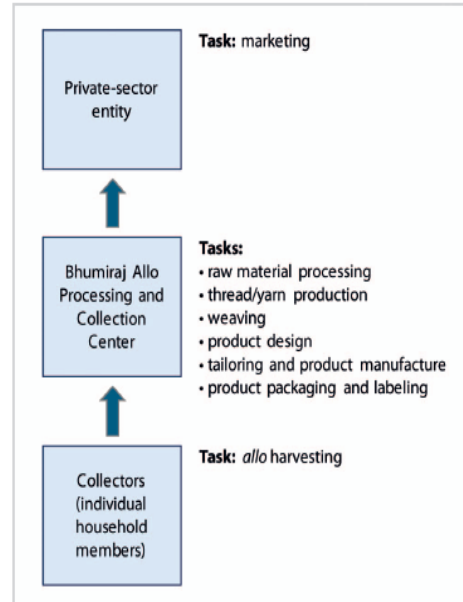 Task: marketing
Private-sector
entity
Bhumiraj Allo
Processing and
Collection
Center
Tasks:
• raw material processing
• thread/yarn production
• weaving
• product design
• tailoring and product manufacture
• product packaging and labeling
Collectors
(individual
household
members)
Task: allo harvesting